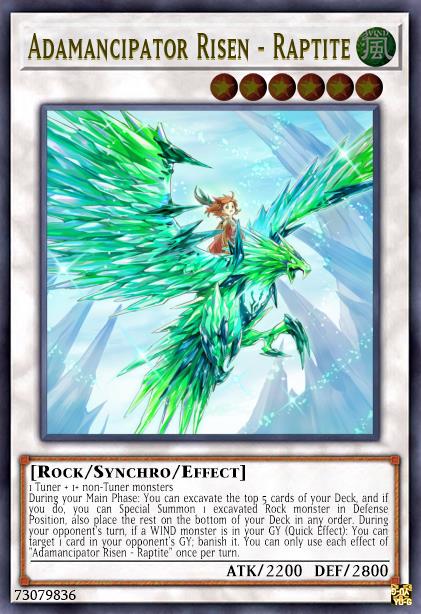 Adamancipator Risen - Raptite
WIND
風
[Rock/Synchro/Effect]
1 Tuner + 1+ non-Tuner monsters
During your Main Phase: You can excavate the top 5 cards of your Deck, and if
you do, you can Special Summon 1 excavated Rock monster in Defense
Position, also place the rest on the bottom of your Deck in any order. During
your opponent's turn, if a WIND monster is in your GY (Quick Effect): You can
target 1 card in your opponent's GY; banish it. You can only use each effect of
"Adamancipator Risen - Raptite" once per turn.
ATK/2200 DEF/2800
73079836